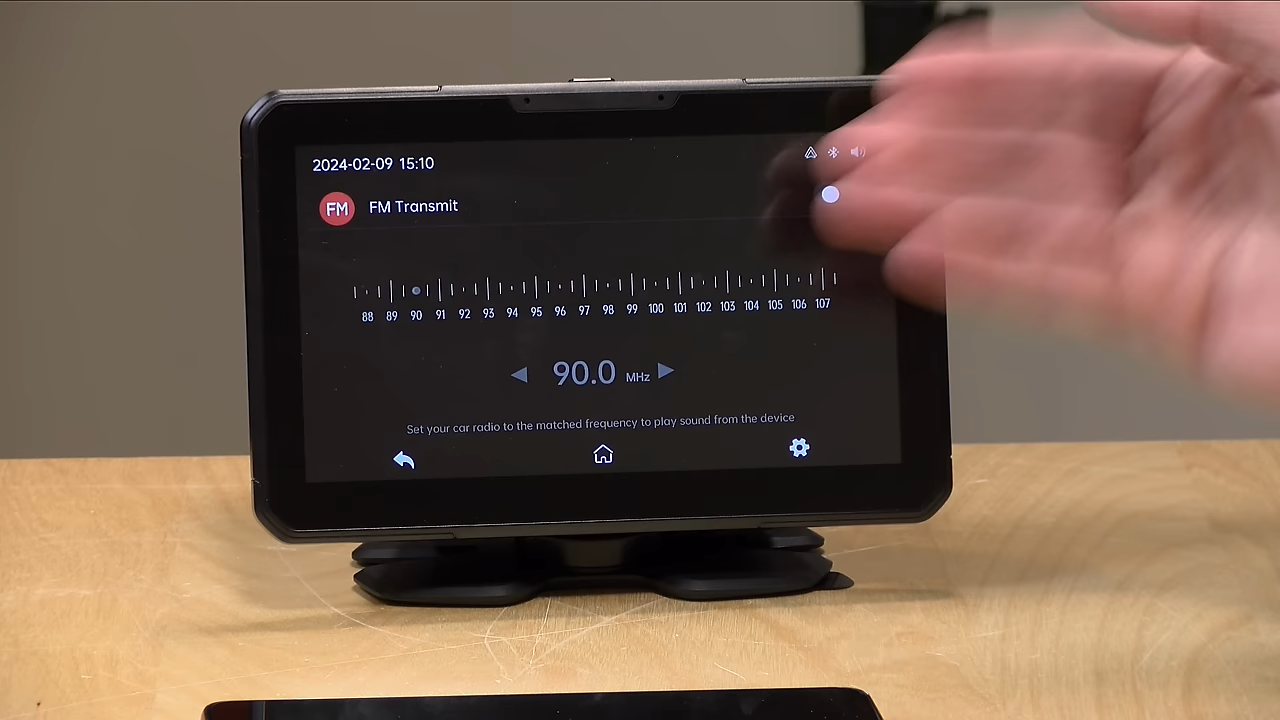 2024-02-09 15:10
FM FM Transmit
88 89 90 91 92 93 94 95 96 97 98 99 100 101 102 103 104 105 106 107
90.0 MHz
Set your car radio to the matched frequency to play sound from the device